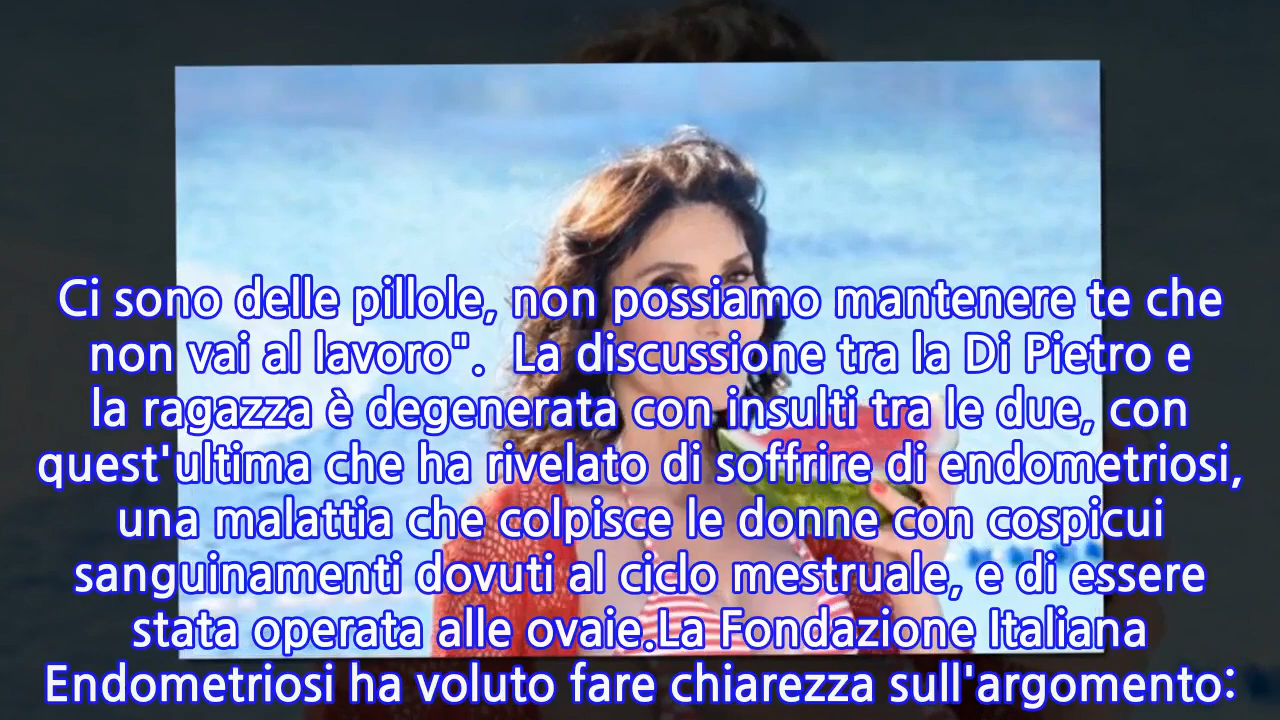 Ci sono delle pillole, non possiamo mantenere te che
non vai al lavoro". La discussione tra la Di Pietro e
la ragazza è degenerata con insulti tra le due, con
quest'ultima che ha rivelato di soffrire di endometriosi,
una malattia che colpisce le donne con cospicui
sanguinamenti dovuti al ciclo mestruale, e di essere
stata operata alle ovaie.La Fondazione Italiana
Endometriosi ha voluto fare chiarezza sull'argomento: